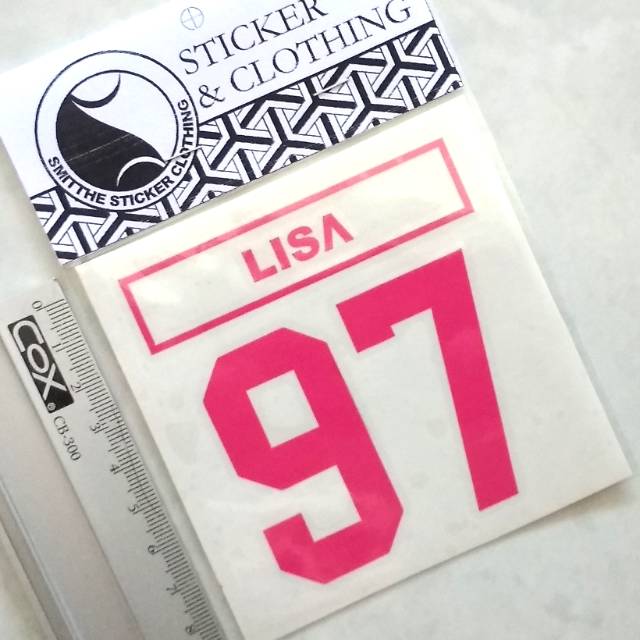 STICKER
& CLOTHING
SMITTHE STICKER CLOTHING
LISA
97
COX
CB-300
0
1
2
3
4
5
6
7
8